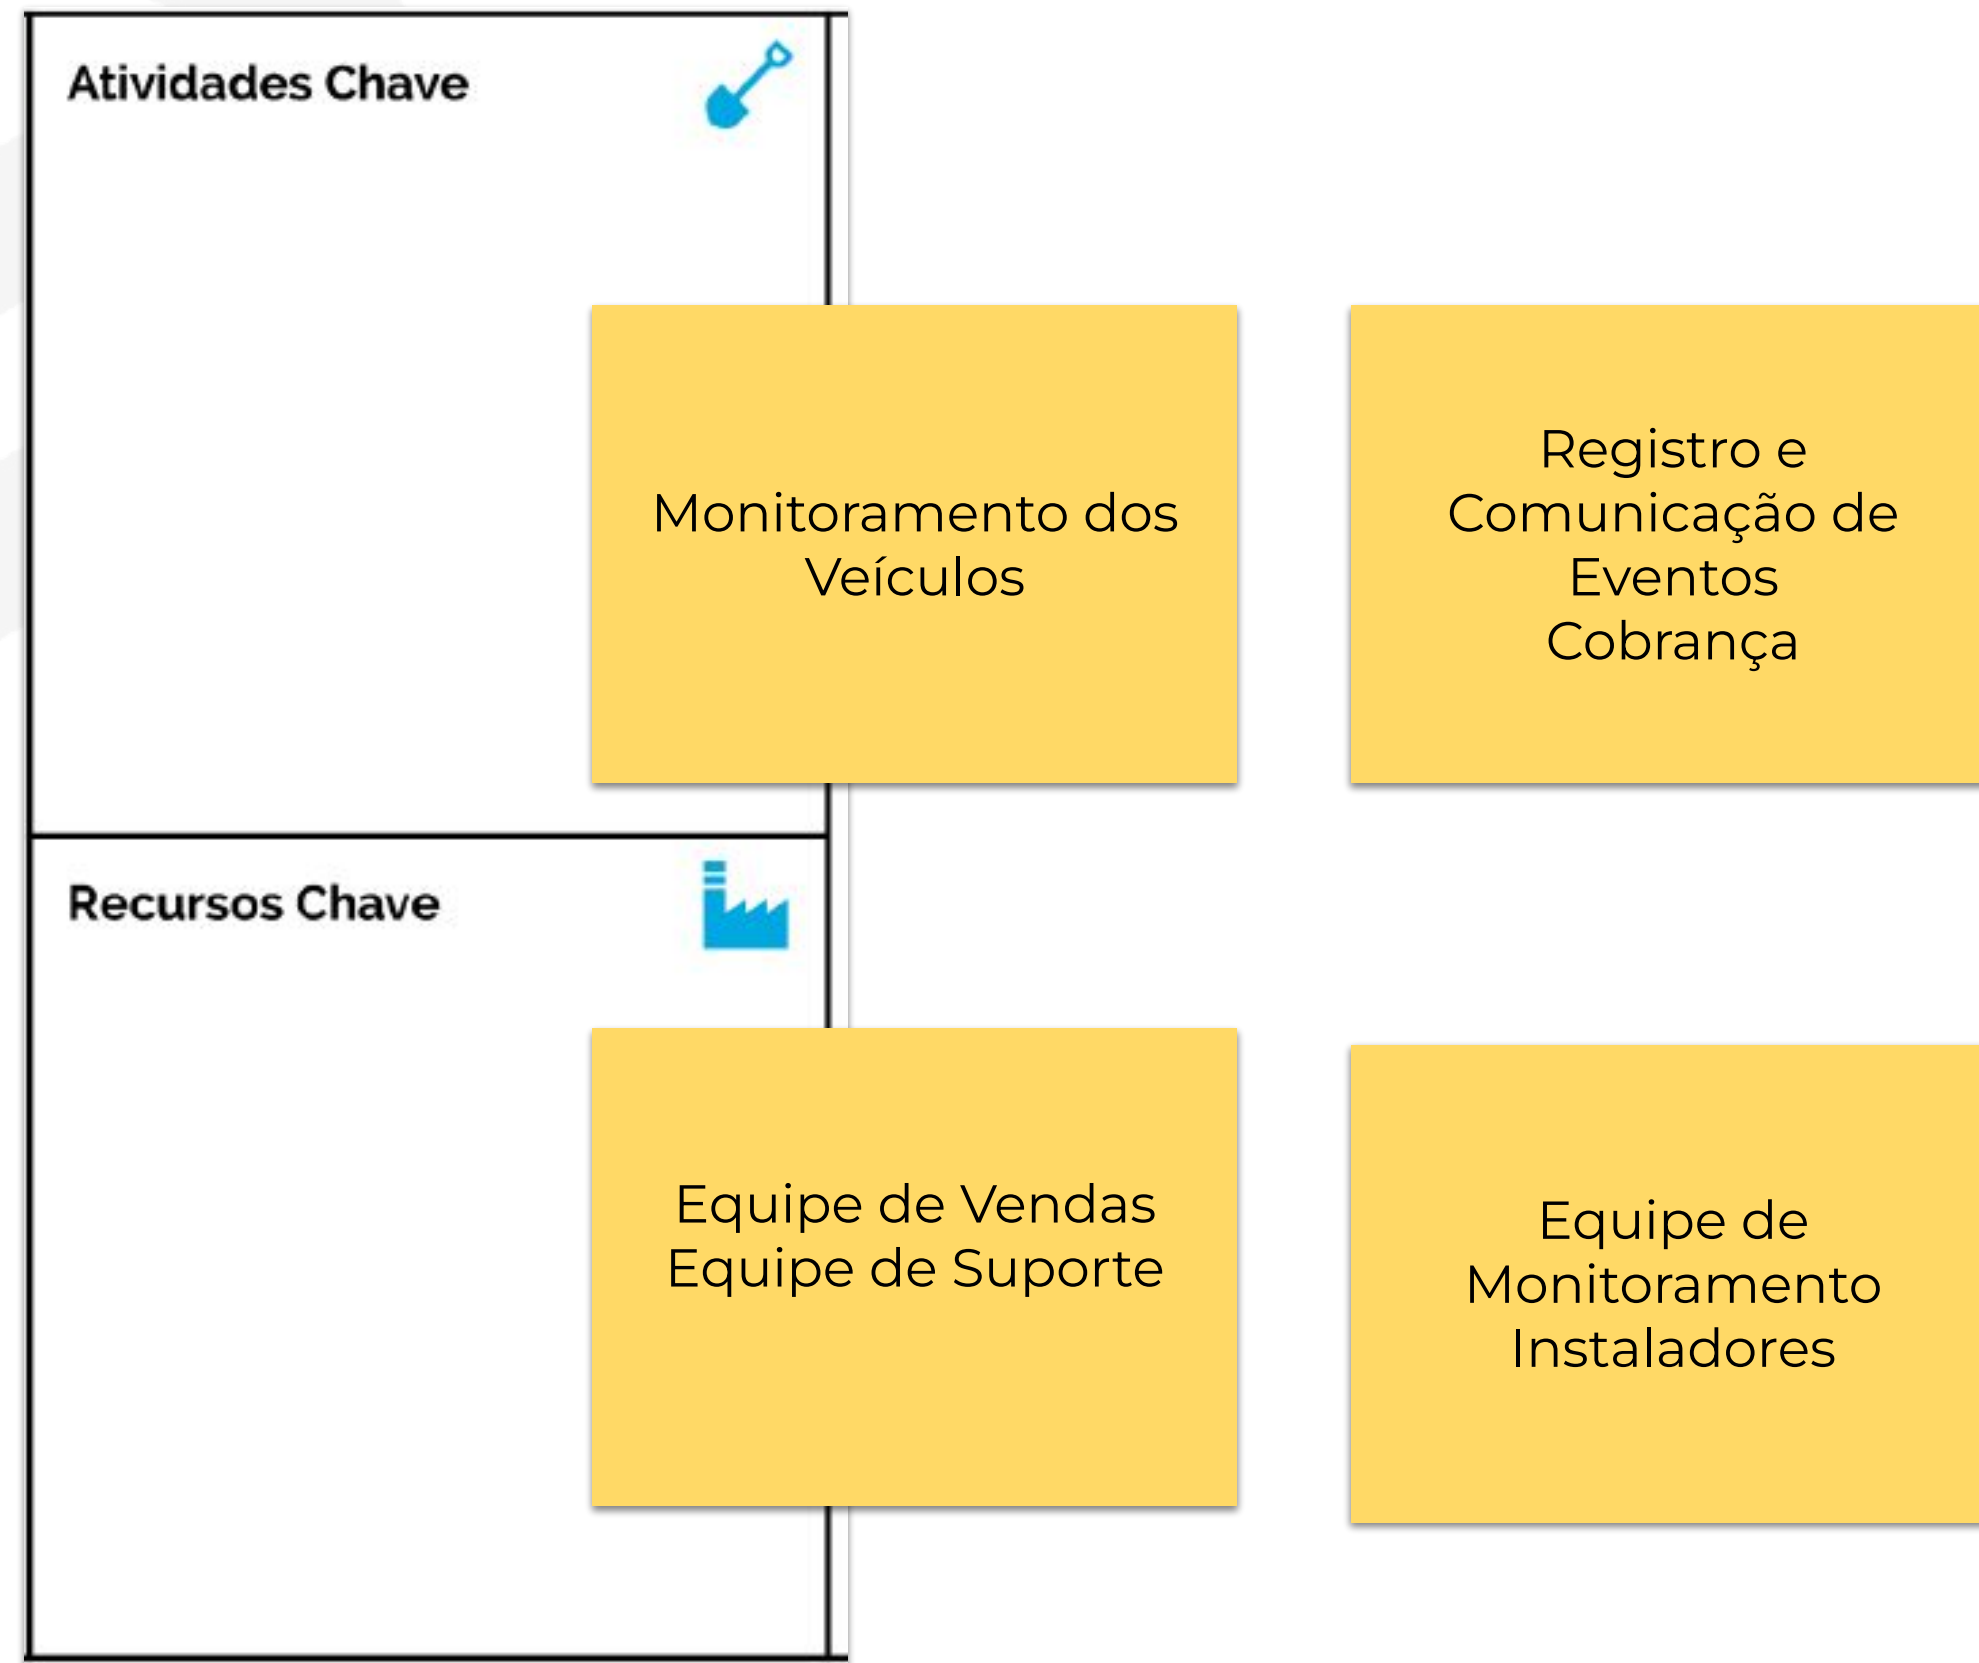 Atividades Chave
Monitoramento dos
Veículos
Registro e
Comunicação de
Eventos
Cobrança
Recursos Chave
Equipe de Vendas
Equipe de Suporte
Equipe de
Monitoramento
Instaladores